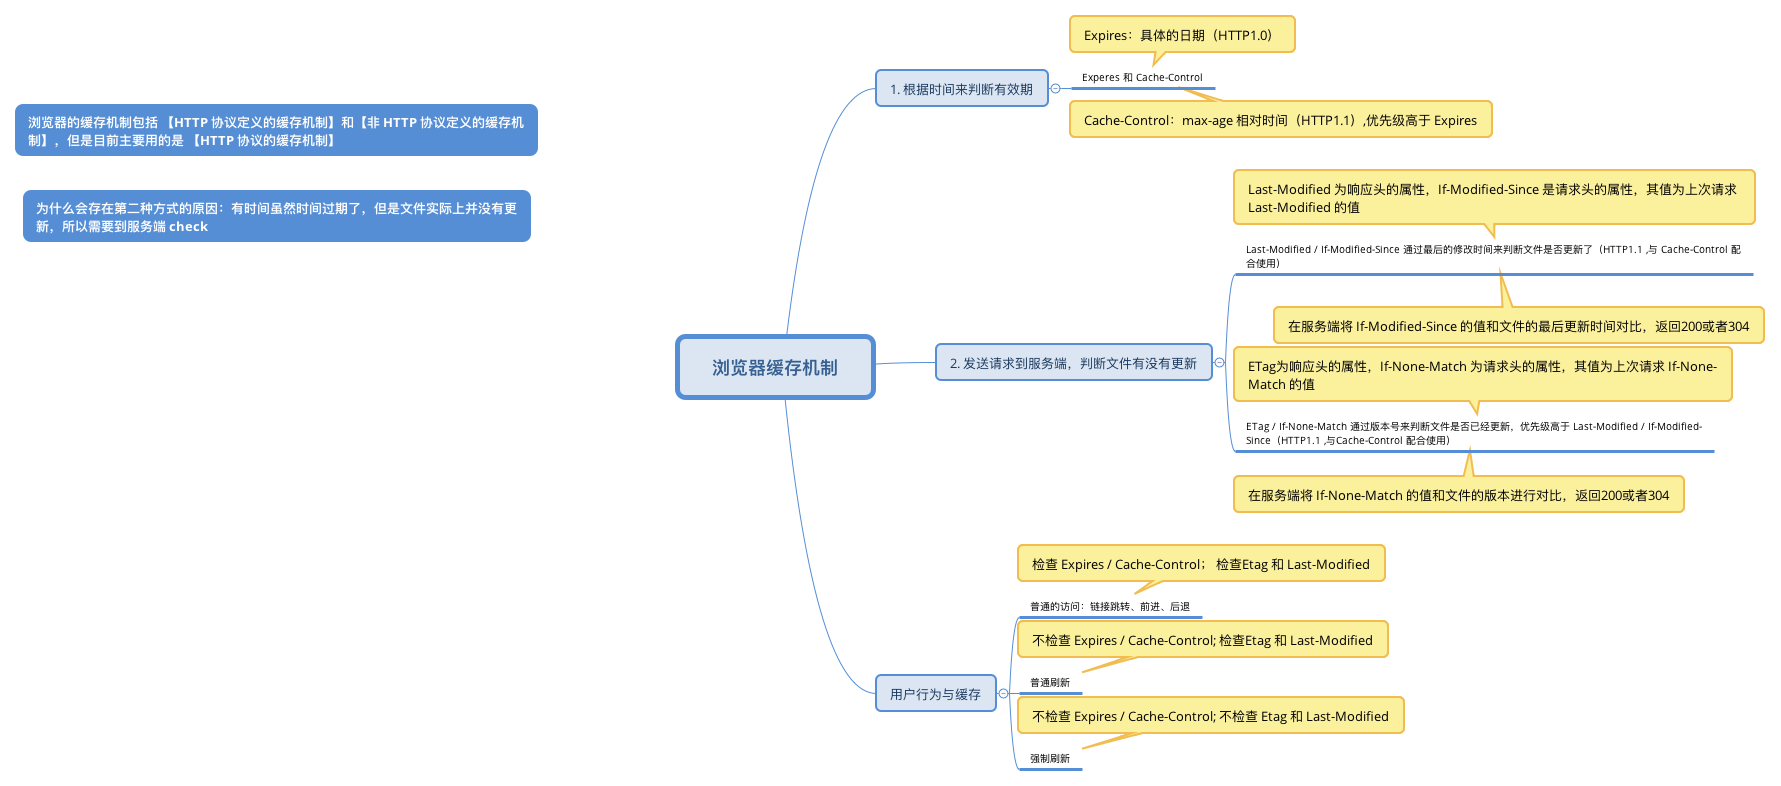 浏览器的缓存机制包括 【HTTP 协议定义的缓存机制】和【非 HTTP 协议定义的缓存机
制】，但是目前主要用的是 【HTTP 协议的缓存机制】
为什么会存在第二种方式的原因：有时间虽然时间过期了，但是文件实际上并没有更
新，所以需要到服务端 check
浏览器缓存机制
1. 根据时间来判断有效期
Expires：具体的日期（HTTP1.0）
Experes 和 Cache-Control
Cache-Control：max-age 相对时间（HTTP1.1）,优先级高于 Expires
2. 发送请求到服务端，判断文件有没有更新
Last-Modified 为响应头的属性，If-Modified-Since 是请求头的属性，其值为上次请求
Last-Modified 的值
Last-Modified / If-Modified-Since 通过最后的修改时间来判断文件是否更新了（HTTP1.1 ,与 Cache-Control 配
合使用）
在服务端将 If-Modified-Since 的值和文件的最后更新时间对比，返回200或者304
ETag为响应头的属性，If-None-Match 为请求头的属性，其值为上次请求 If-None-
Match 的值
ETag / If-None-Match 通过版本号来判断文件是否已经更新，优先级高于 Last-Modified / If-Modified-
Since（HTTP1.1 ,与Cache-Control 配合使用）
在服务端将 If-None-Match 的值和文件的版本进行对比，返回200或者304
用户行为与缓存
检查 Expires / Cache-Control； 检查Etag 和 Last-Modified
普通的访问：链接跳转、前进、后退
不检查 Expires / Cache-Control; 检查Etag 和 Last-Modified
普通刷新
不检查 Expires / Cache-Control; 不检查 Etag 和 Last-Modified
强制刷新